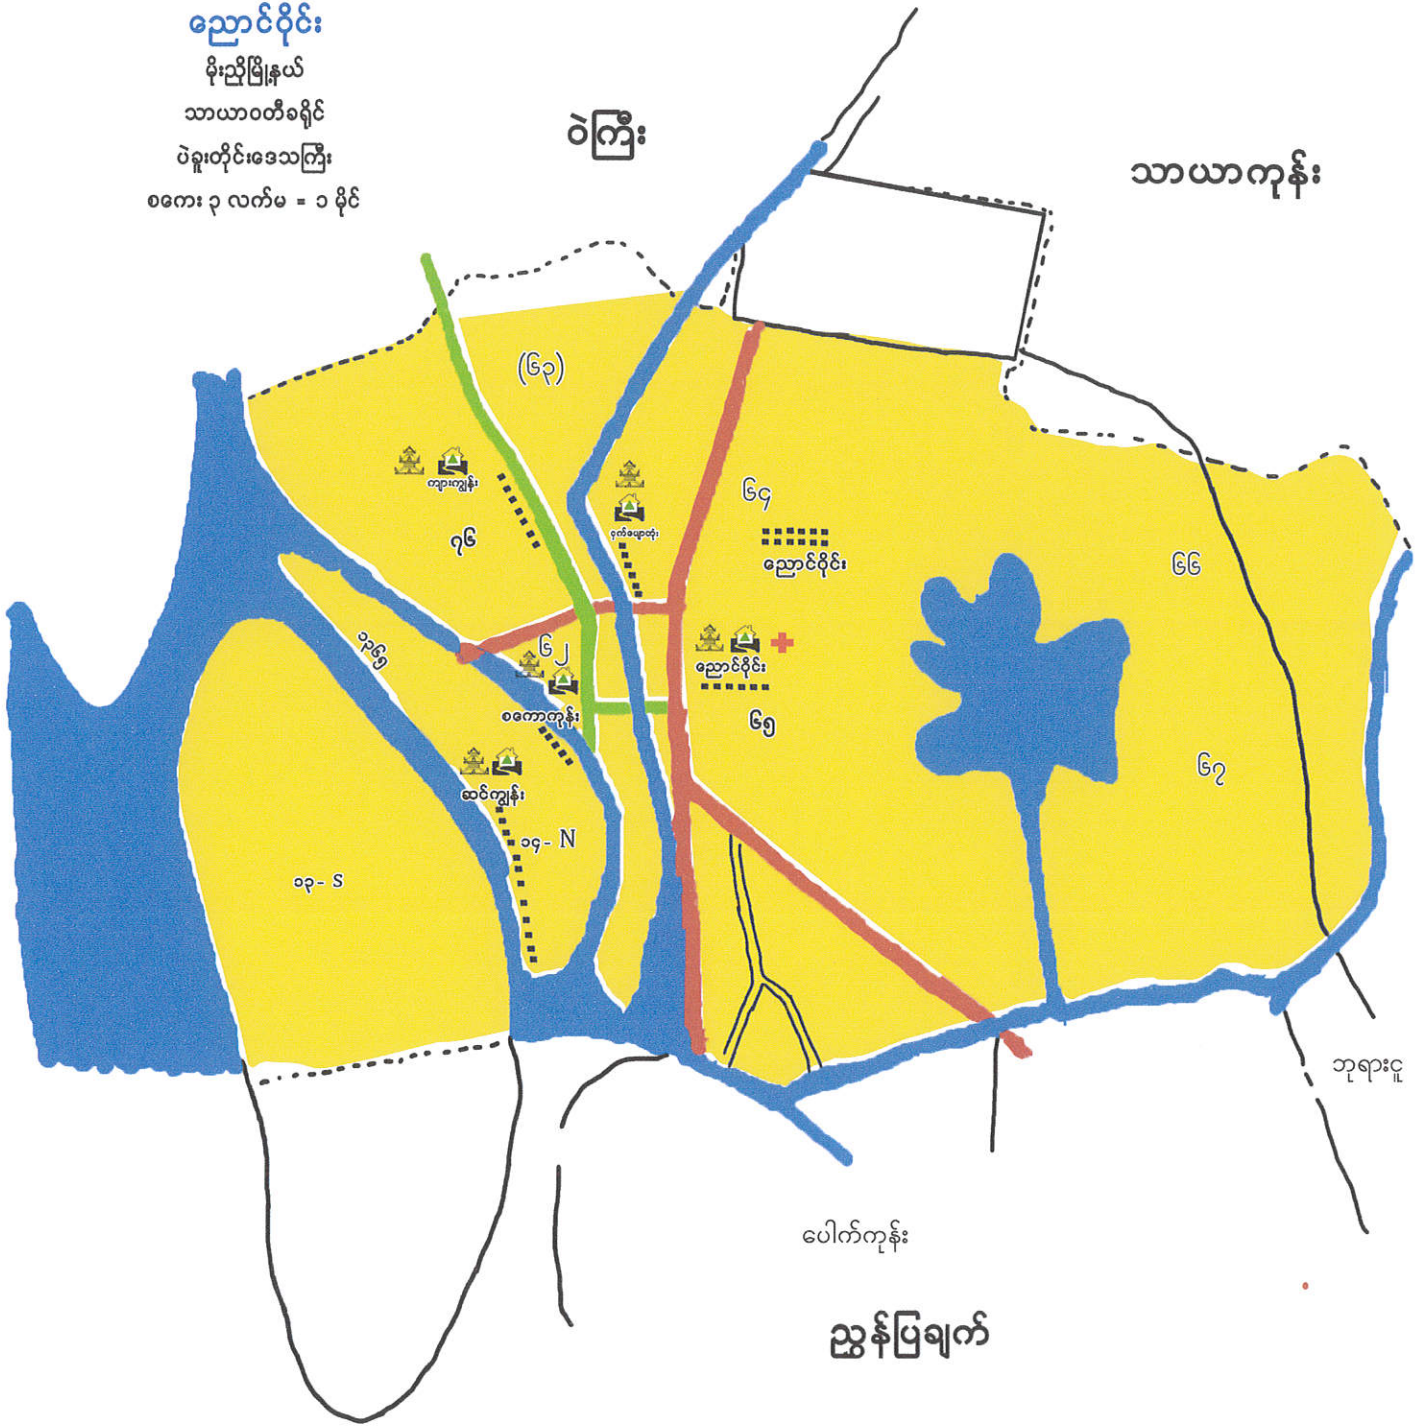 ညောင်ဝိုင်း
မိုးညိုမြို့နယ်
သာယာဝတီခရိုင်
ပဲခူးတိုင်းဒေသကြီး
စကေး ၃ လက်မ = ၁ မိုင်
ဝဲကြီး
သာယာကုန်း
(၆၃)
ကျားကျွန်း
၇၆
၆၄
ညောင်ဝိုင်း
၆၆
၁၃၆၅
၆၂
စကောကုန်း
ညောင်ဝိုင်း
၆၅
၆၇
ဆင်ကျွန်း
၁၄- N
၁၃- S
ဘုရားငူ
ပေါက်ကုန်း
ညွှန်ပြချက်